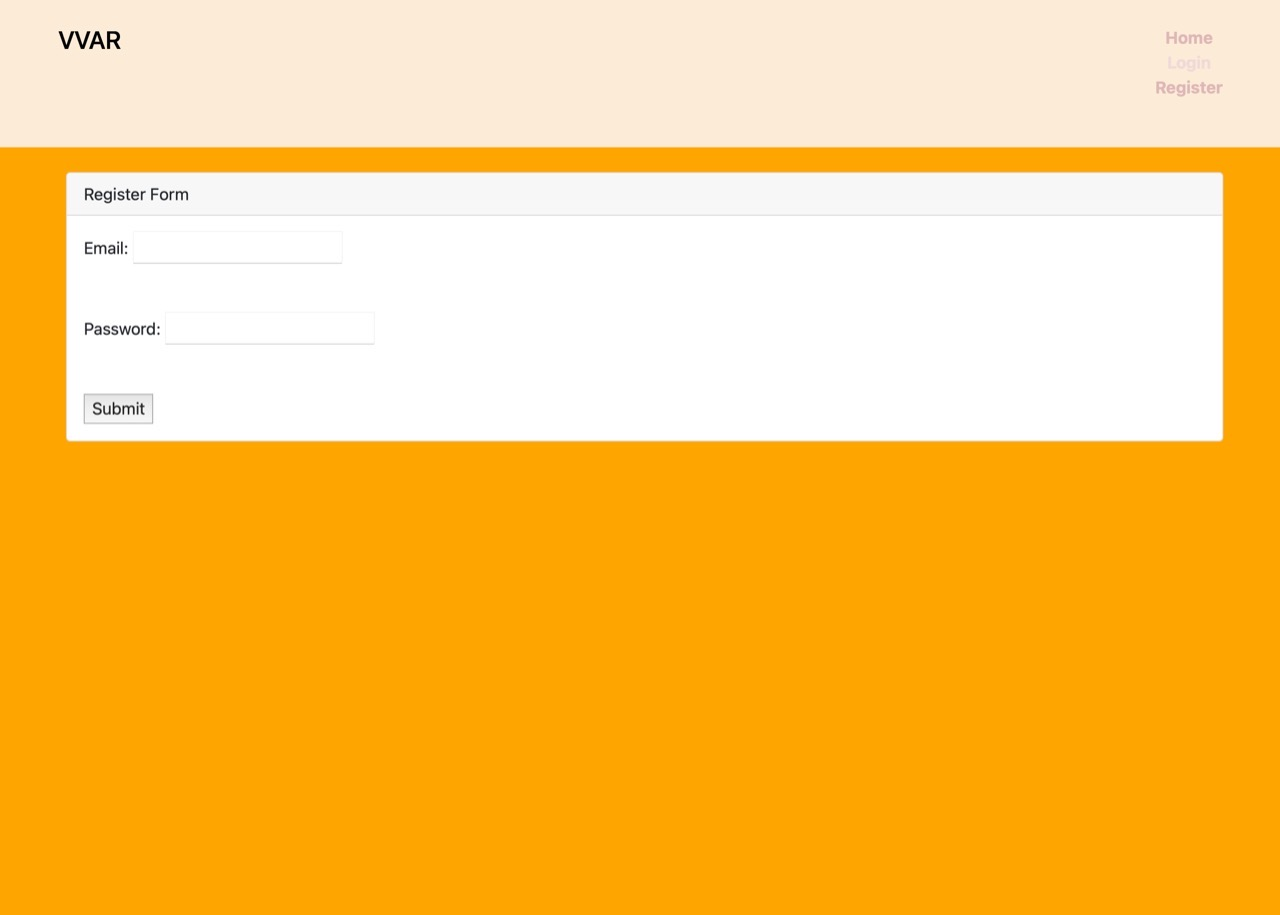 VVAR
Home
Login
Register
Register Form
Email:
Password:
Submit